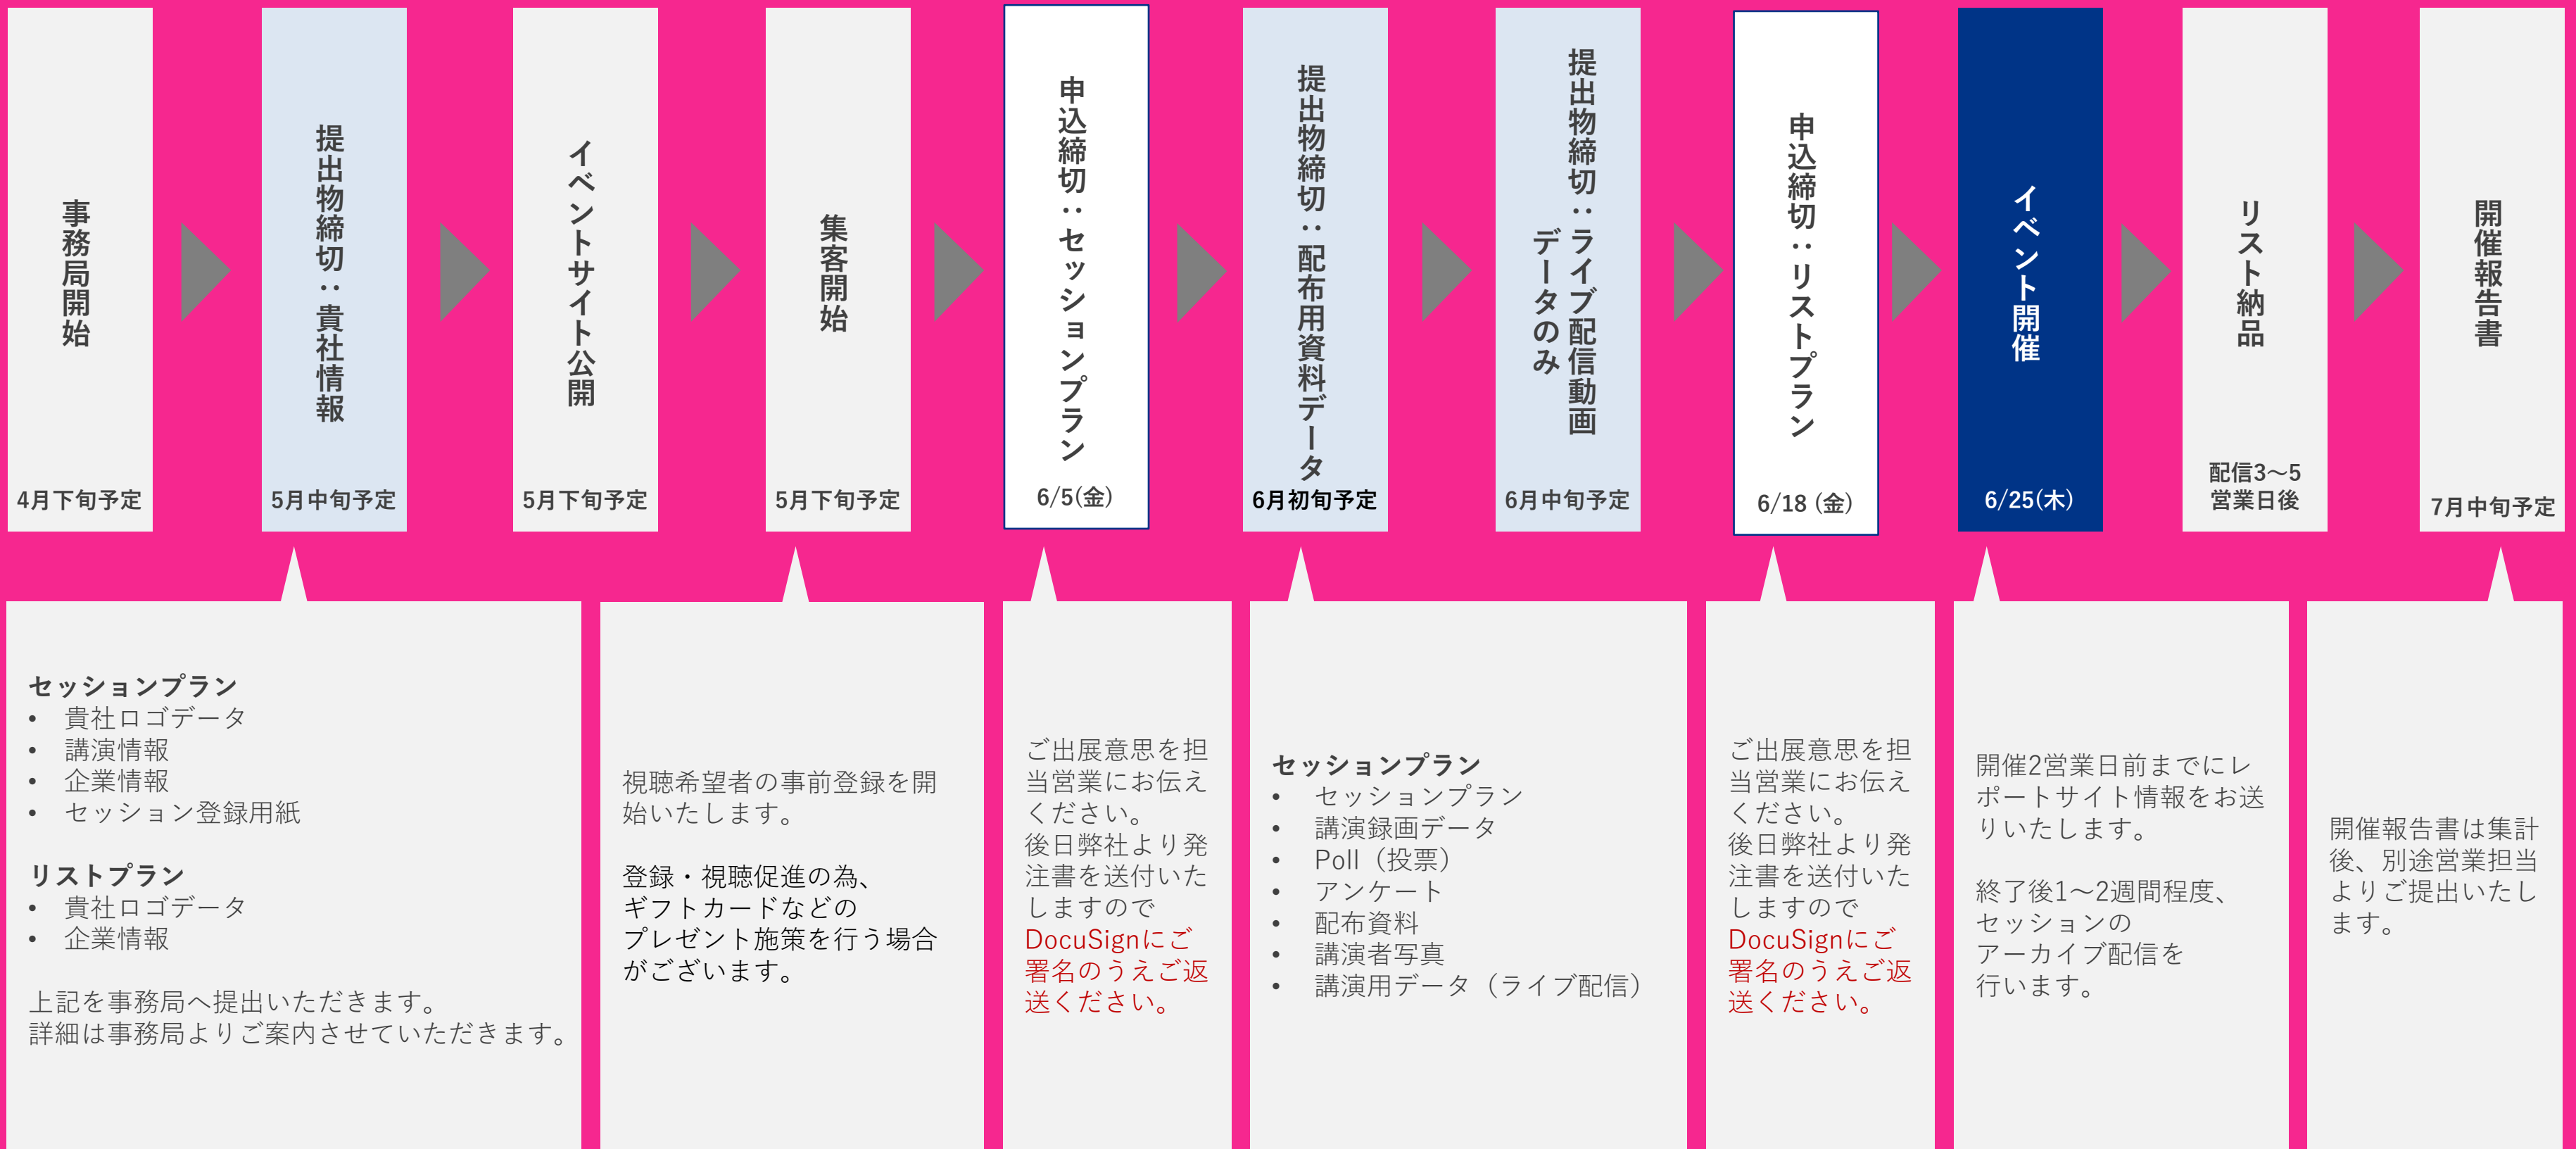 事務局開始
4月下旬予定
提出物締切：貴社情報
5月中旬予定
イベントサイト公開
5月下旬予定
集客開始
5月下旬予定
申込締切：セッションプラン
6/5(金)
提出物締切：配布用資料データ
6月初旬予定
提出物締切：ライブ配信動画
データのみ
6月中旬予定
申込締切：リストプラン
6/18 (金)
イベント開催
6/25(木)
リスト納品
配信3～5
営業日後
開催報告書
7月中旬予定
セッションプラン
• 貴社ロゴデータ
• 講演情報
• 企業情報
• セッション登録用紙
リストプラン
• 貴社ロゴデータ
• 企業情報
上記を事務局へ提出いただきます。
詳細は事務局よりご案内させていただきます。
視聴希望者の事前登録を開
始いたします。
登録・視聴促進の為、
ギフトカードなどの
プレゼント施策を行う場合
がございます。
ご出展意思を担
当営業にお伝え
ください。
後日弊社より発
注書を送付いた
しますので
DocuSignにご
署名のうえご返
送ください。
セッションプラン
• セッションプラン
• 講演録画データ
• Poll（投票）
• アンケート
• 配布資料
• 講演者写真
• 講演用データ（ライブ配信）
ご出展意思を担
当営業にお伝え
ください。
後日弊社より発
注書を送付いた
しますので
DocuSignにご
署名のうえご返
送ください。
開催2営業日前までにレ
ポートサイト情報をお送
りいたします。
終了後1～2週間程度、
セッションの
アーカイブ配信を
行います。
開催報告書は集計
後、別途営業担当
よりご提出いたし
ます。